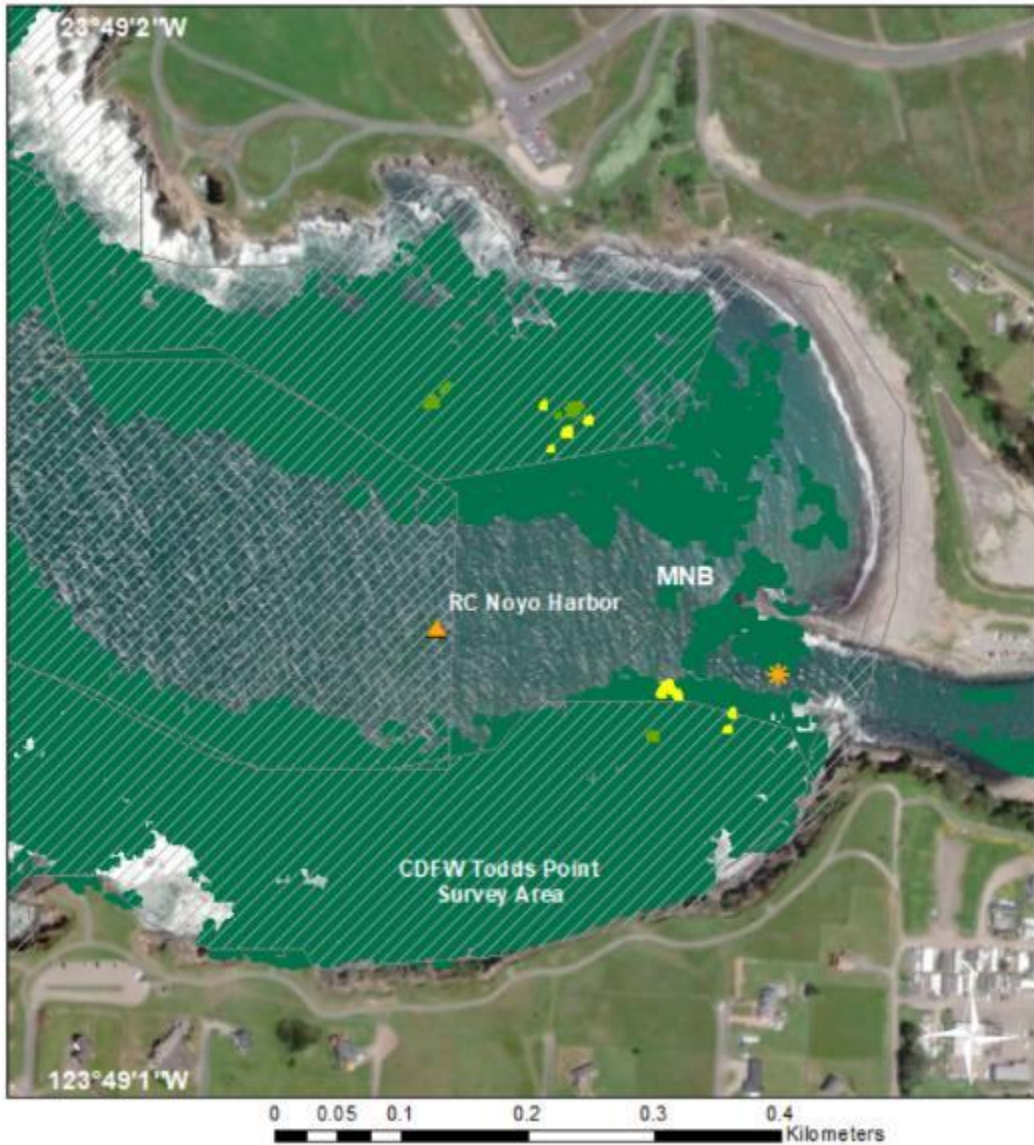 23°49'2"W
MNB
RC Noyo Harbor
CDFW Todds Point
Survey Area
123°49'1"W
0 0.05 0.1 0.2 0.3 0.4
Kilometers